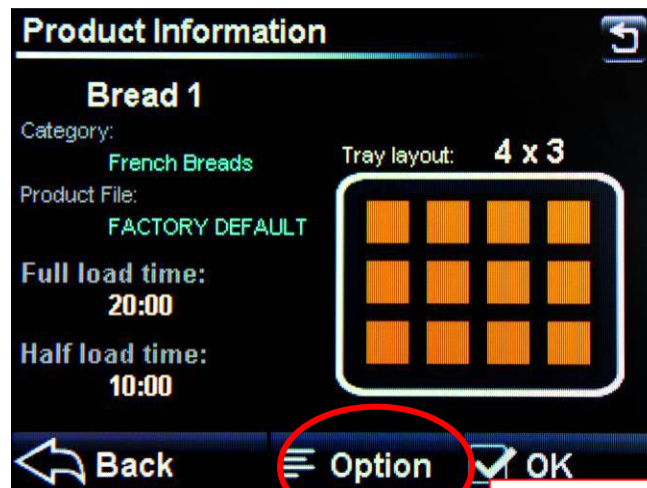 Product Information
Bread 1
Category:
French Breads
Product File:
FACTORY DEFAULT
Full load time:
20:00
Half load time:
10:00
Tray layout: 4 x 3
Back
Option
OK